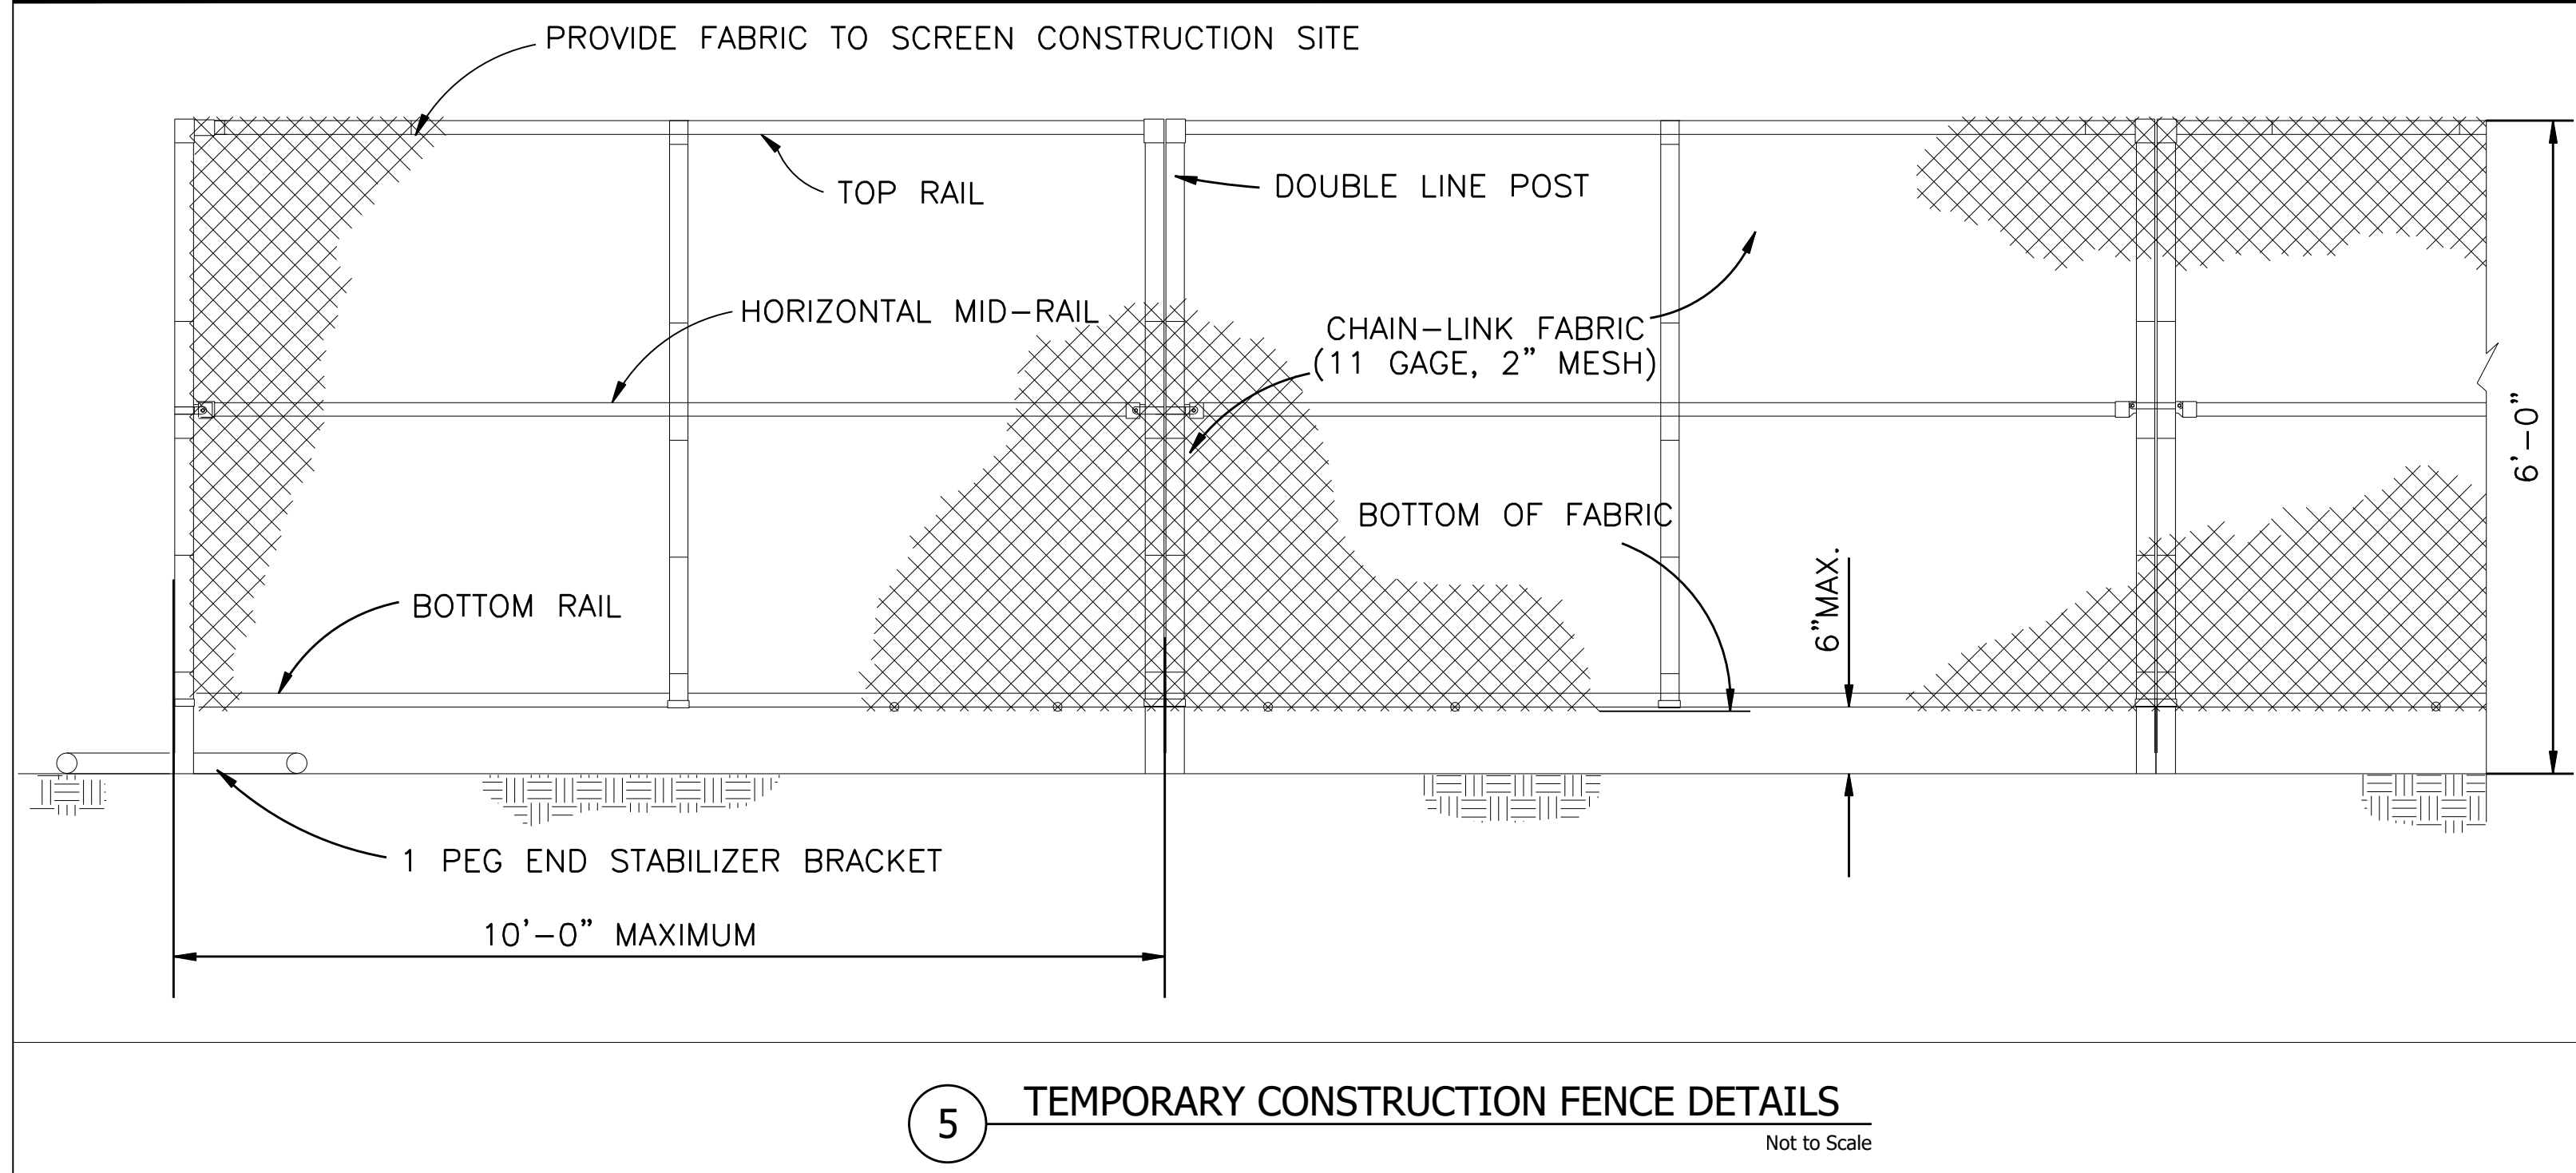 PROVIDE FABRIC TO SCREEN CONSTRUCTION SITE
TOP RAIL
DOUBLE LINE POST
HORIZONTAL MID-RAIL
CHAIN-LINK FABRIC
(11 GAGE, 2" MESH)
6'-0"
BOTTOM OF FABRIC
6"MAX.
BOTTOM RAIL
1 PEG END STABILIZER BRACKET
10'-0" MAXIMUM
5
TEMPORARY CONSTRUCTION FENCE DETAILS
Not to Scale